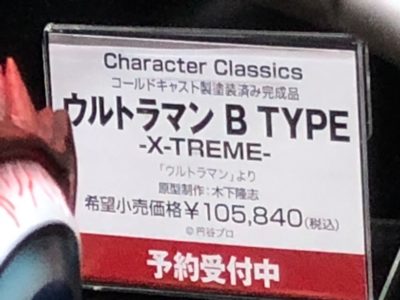 Character Classics
コールドキャスト製塗装済み完成品
ウルトラマン B TYPE
-X-TREME-
「ウルトラマン」より
原型制作:木下隆志
希望小売価格¥105,840(税込)
©円谷プロ
予約受付中